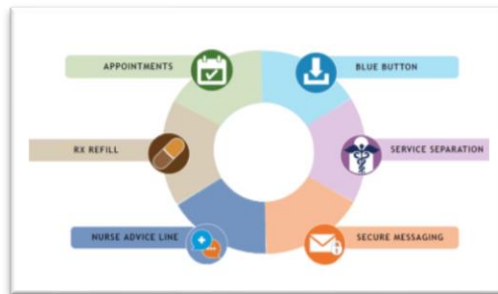 APPOINTMENTS
BLUE BUTTON
RX REFILL
SERVICE SEPARATION
NURSE ADVICE LINE
SECURE MESSAGING